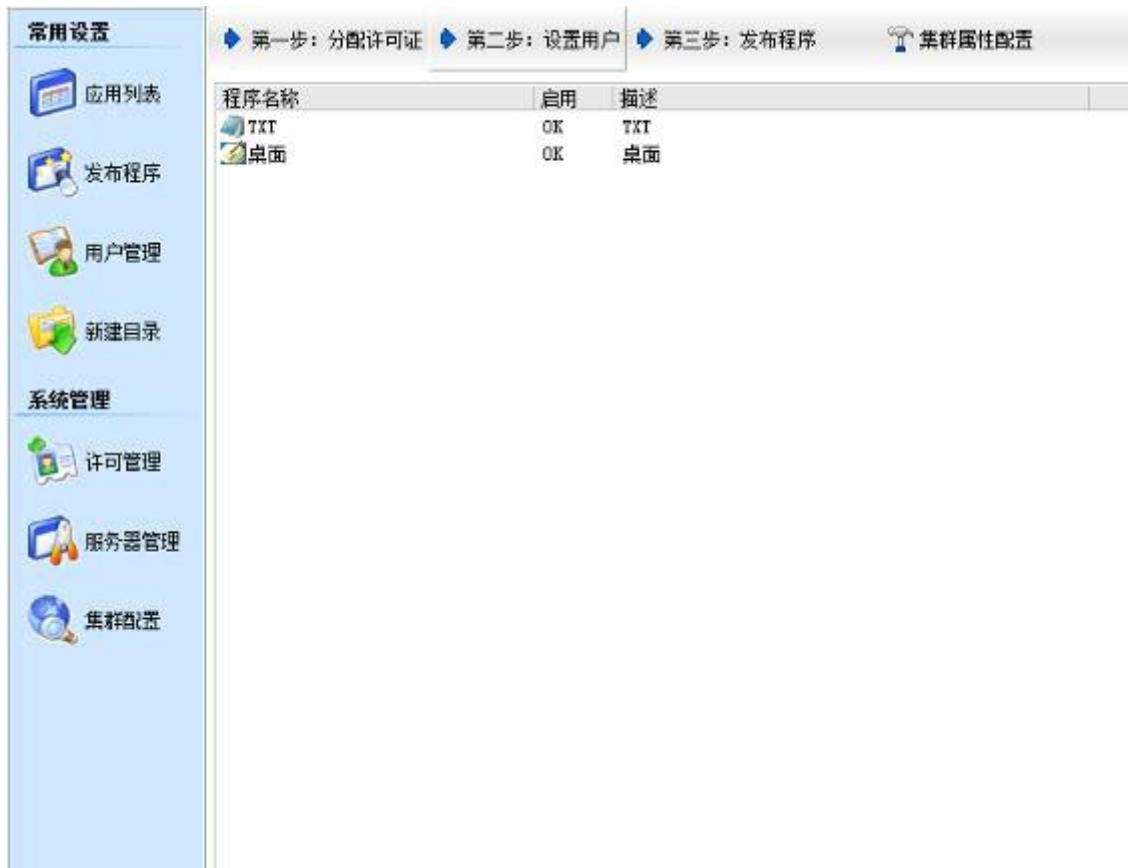 常用设置
应用列表
发布程序
用户管理
新建目录
系统管理
许可管理
服务器管理
集群配置
第一步：分配许可证 第二步：设置用户 第三步：发布程序 集群属性配置
程序名称 启用 描述
TXT OK TXT
桌面 OK 桌面